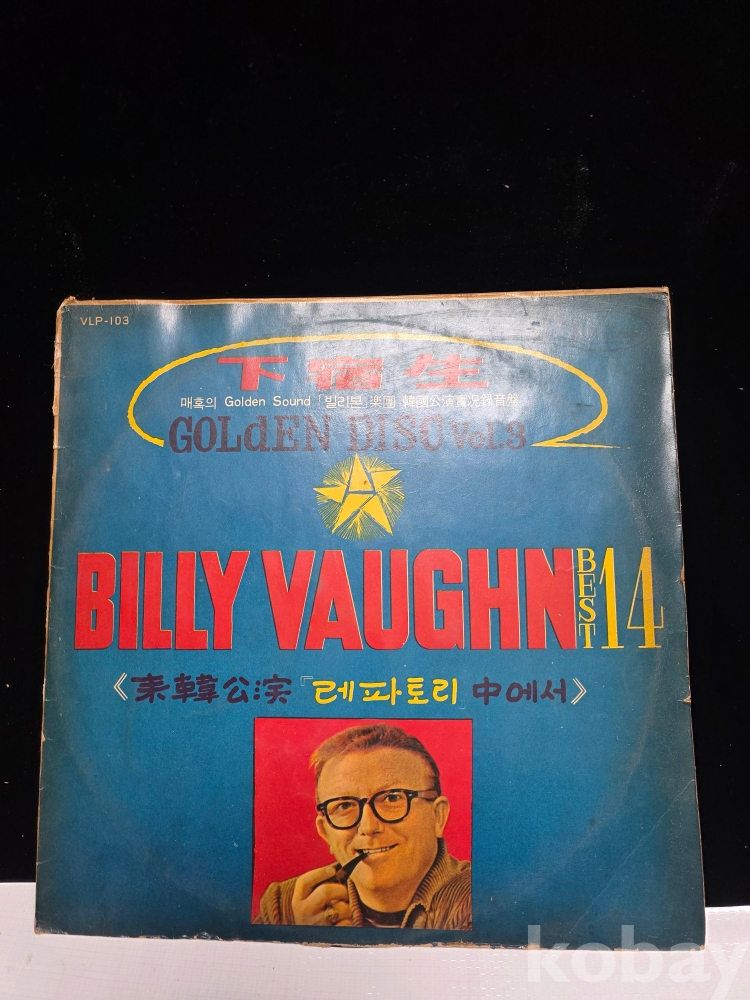 VLP-103
下宿生
매혹의 Golden Sound 「빌리본」楽團 韓國公演實況錄音盤
GOLdEN DISC Vol.3
BILLY VAUGHN BEST 14
《来韓公演『레파토리』中에서》
kobay